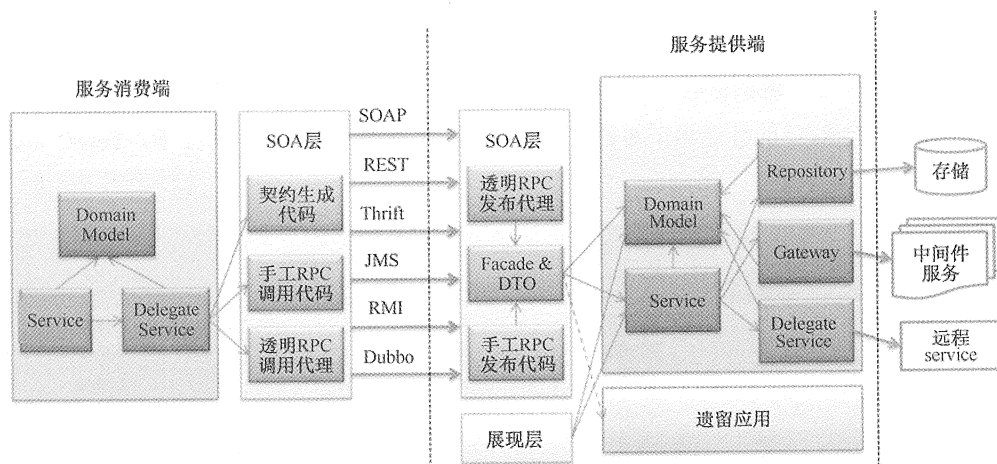 服务消费端
Domain
Model
Service
Delegate
Service
SOA层
契约生成
代码
手工RPC
调用代码
透明RPC
调用代理
SOAP
REST
Thrift
JMS
RMI
Dubbo
SOA层
透明RPC
发布代理
Facade &
DTO
手工RPC
发布代码
展现层
服务提供端
Domain
Model
Service
Repository
Gateway
Delegate
Service
遗留应用
存储
中间件
服务
远程
service